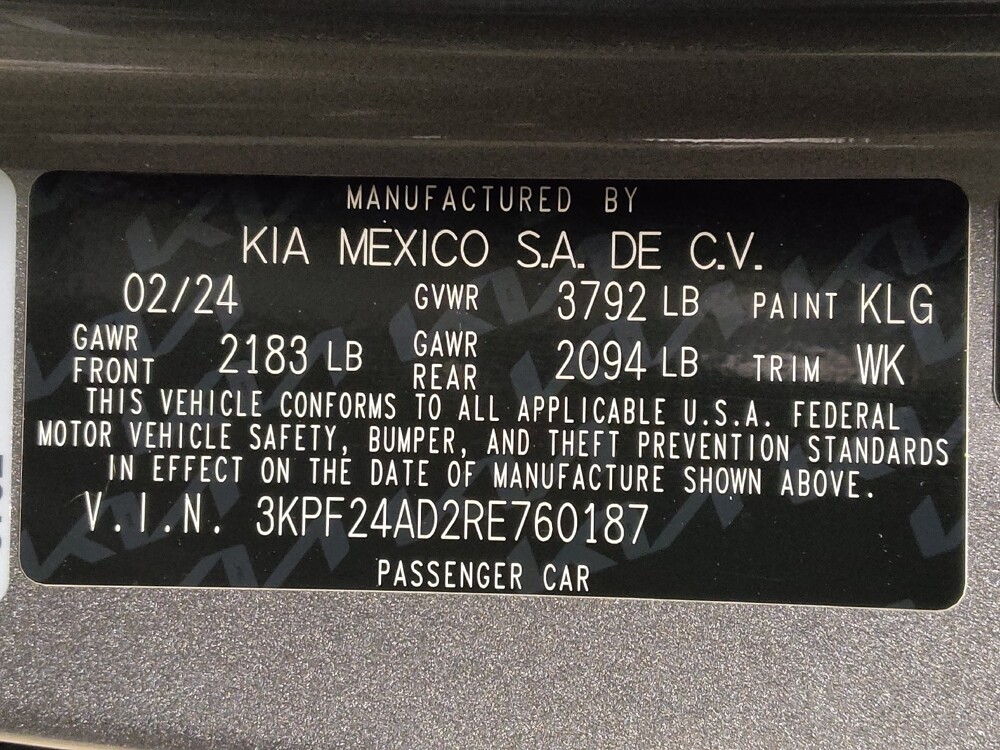 MANUFACTURED BY
KIA MEXICO S.A. DE C.V.
02/24 GVWR 3792 LB PAINT KLG
GAWR FRONT 2183 LB GAWR REAR 2094 LB TRIM WK
THIS VEHICLE CONFORMS TO ALL APPLICABLE U.S.A. FEDERAL
MOTOR VEHICLE SAFETY, BUMPER, AND THEFT PREVENTION STANDARDS
IN EFFECT ON THE DATE OF MANUFACTURE SHOWN ABOVE.
V.I.N. 3KPF24AD2RE760187
PASSENGER CAR